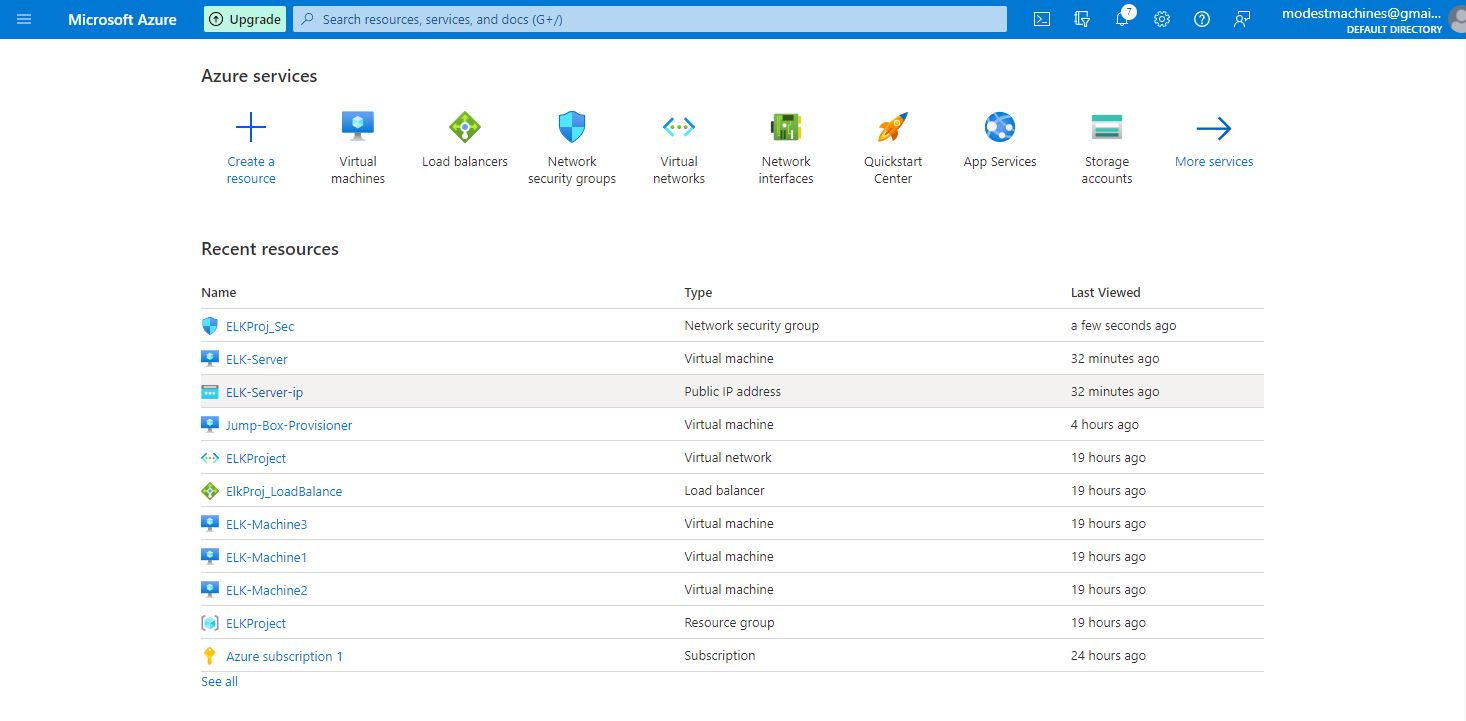 Microsoft Azure
Upgrade
Search resources, services, and docs (G+/)
7
modestmachines@gmai...
DEFAULT DIRECTORY
Azure services
Create a
resource
Virtual
machines
Load balancers
Network
security groups
Virtual
networks
Network
interfaces
Quickstart
Center
App Services
Storage
accounts
More services
Recent resources
Name Type Last Viewed
ELKProj_Sec Network security group a few seconds ago
ELK-Server Virtual machine 32 minutes ago
ELK-Server-ip Public IP address 32 minutes ago
Jump-Box-Provisioner Virtual machine 4 hours ago
ELKProject Virtual network 19 hours ago
ElkProj_LoadBalance Load balancer 19 hours ago
ELK-Machine3 Virtual machine 19 hours ago
ELK-Machine1 Virtual machine 19 hours ago
ELK-Machine2 Virtual machine 19 hours ago
ELKProject Resource group 19 hours ago
Azure subscription 1 Subscription 24 hours ago
See all